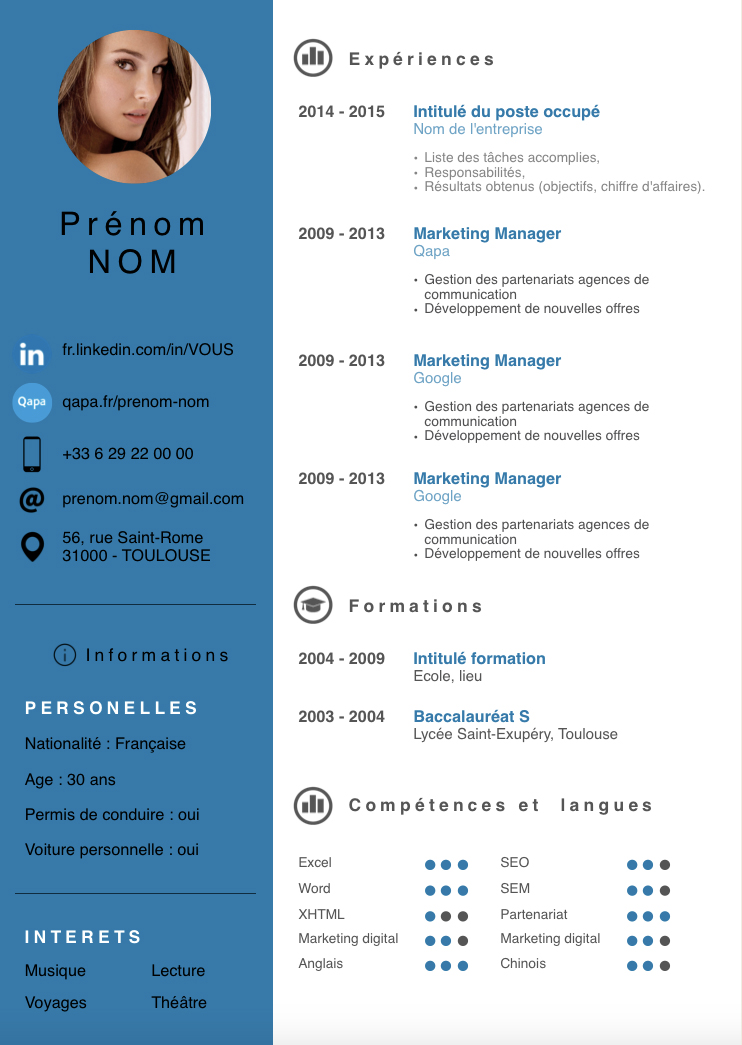 Prénom
NOM
in
fr.linkedin.com/in/VOUS
Qapa
qapa.fr/prenom-nom
+33 6 29 22 00 00
@
prenom.nom@gmail.com
56, rue Saint-Rome
31000 - TOULOUSE
i
Informations
PERSONELLES
Nationalité : Française
Age : 30 ans
Permis de conduire : oui
Voiture personnelle : oui
INTERETS
Musique Lecture
Voyages Théâtre
Expériences
2014 - 2015 Intitulé du poste occupé
Nom de l'entreprise
• Liste des tâches accomplies,
• Responsabilités,
• Résultats obtenus (objectifs, chiffre d'affaires).
2009 - 2013 Marketing Manager
Qapa
• Gestion des partenariats agences de
communication
• Développement de nouvelles offres
2009 - 2013 Marketing Manager
Google
• Gestion des partenariats agences de
communication
• Développement de nouvelles offres
2009 - 2013 Marketing Manager
Google
• Gestion des partenariats agences de
communication
• Développement de nouvelles offres
Formations
2004 - 2009 Intitulé formation
Ecole, lieu
2003 - 2004 Baccalauréat S
Lycée Saint-Exupéry, Toulouse
Compétences et langues
Excel SEO
Word SEM
XHTML Partenariat
Marketing digital Marketing digital
Anglais Chinois